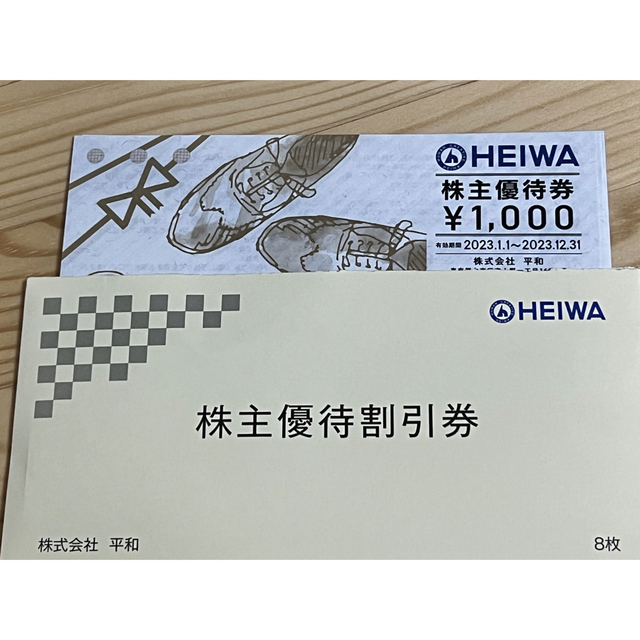 HEIWA
株主優待券
¥1,000
有効期間 2023.1.1～2023.12.31
株式会社 平和
HEIWA
株主優待割引券
株式会社 平和
8枚